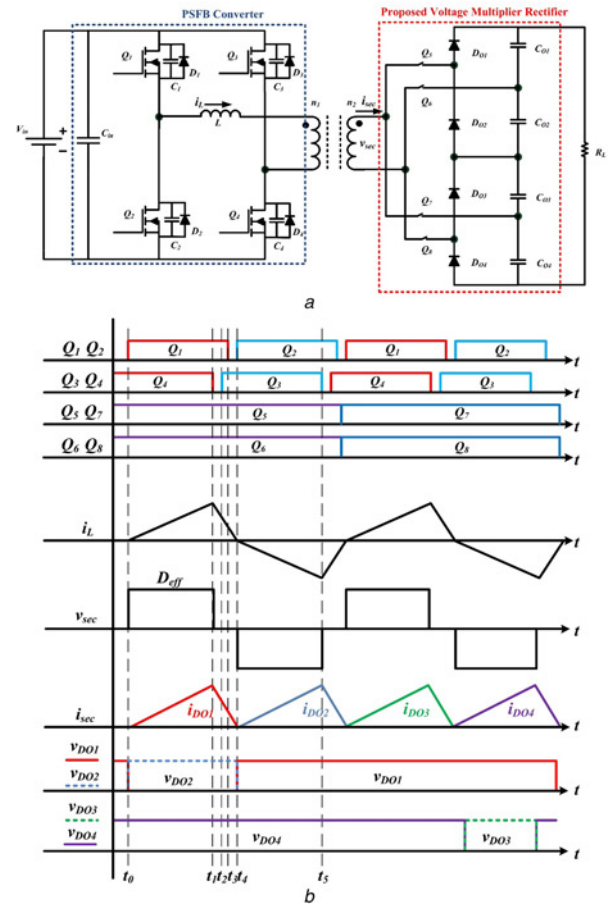 PSFB Converter
Proposed Voltage Multiplier Rectifier
Q1 D1 C1
Q3 D3 C3
Vin + −
Cin
iL
L
n1 n2
isec
vsec
Q2 D2 C2
Q4 D4 C4
Q5 DO1 CO1
Q6
DO2 CO2
RL
Q7 DO3 CO3
Q8 DO4 CO4
a
Q1 Q2 Q1 Q2 Q1 Q2 t
Q3 Q4 Q4 Q3 Q4 Q3 t
Q5 Q7 Q5 Q7 t
Q6 Q8 Q6 Q8 t
iL t
Deff
vsec t
isec iDO1 iDO2 iDO3 iDO4 t
vDO1
vDO2 vDO2 vDO1 t
vDO3
vDO4 vDO4 vDO3 t
t0 t1 t2 t3 t4 t5
b